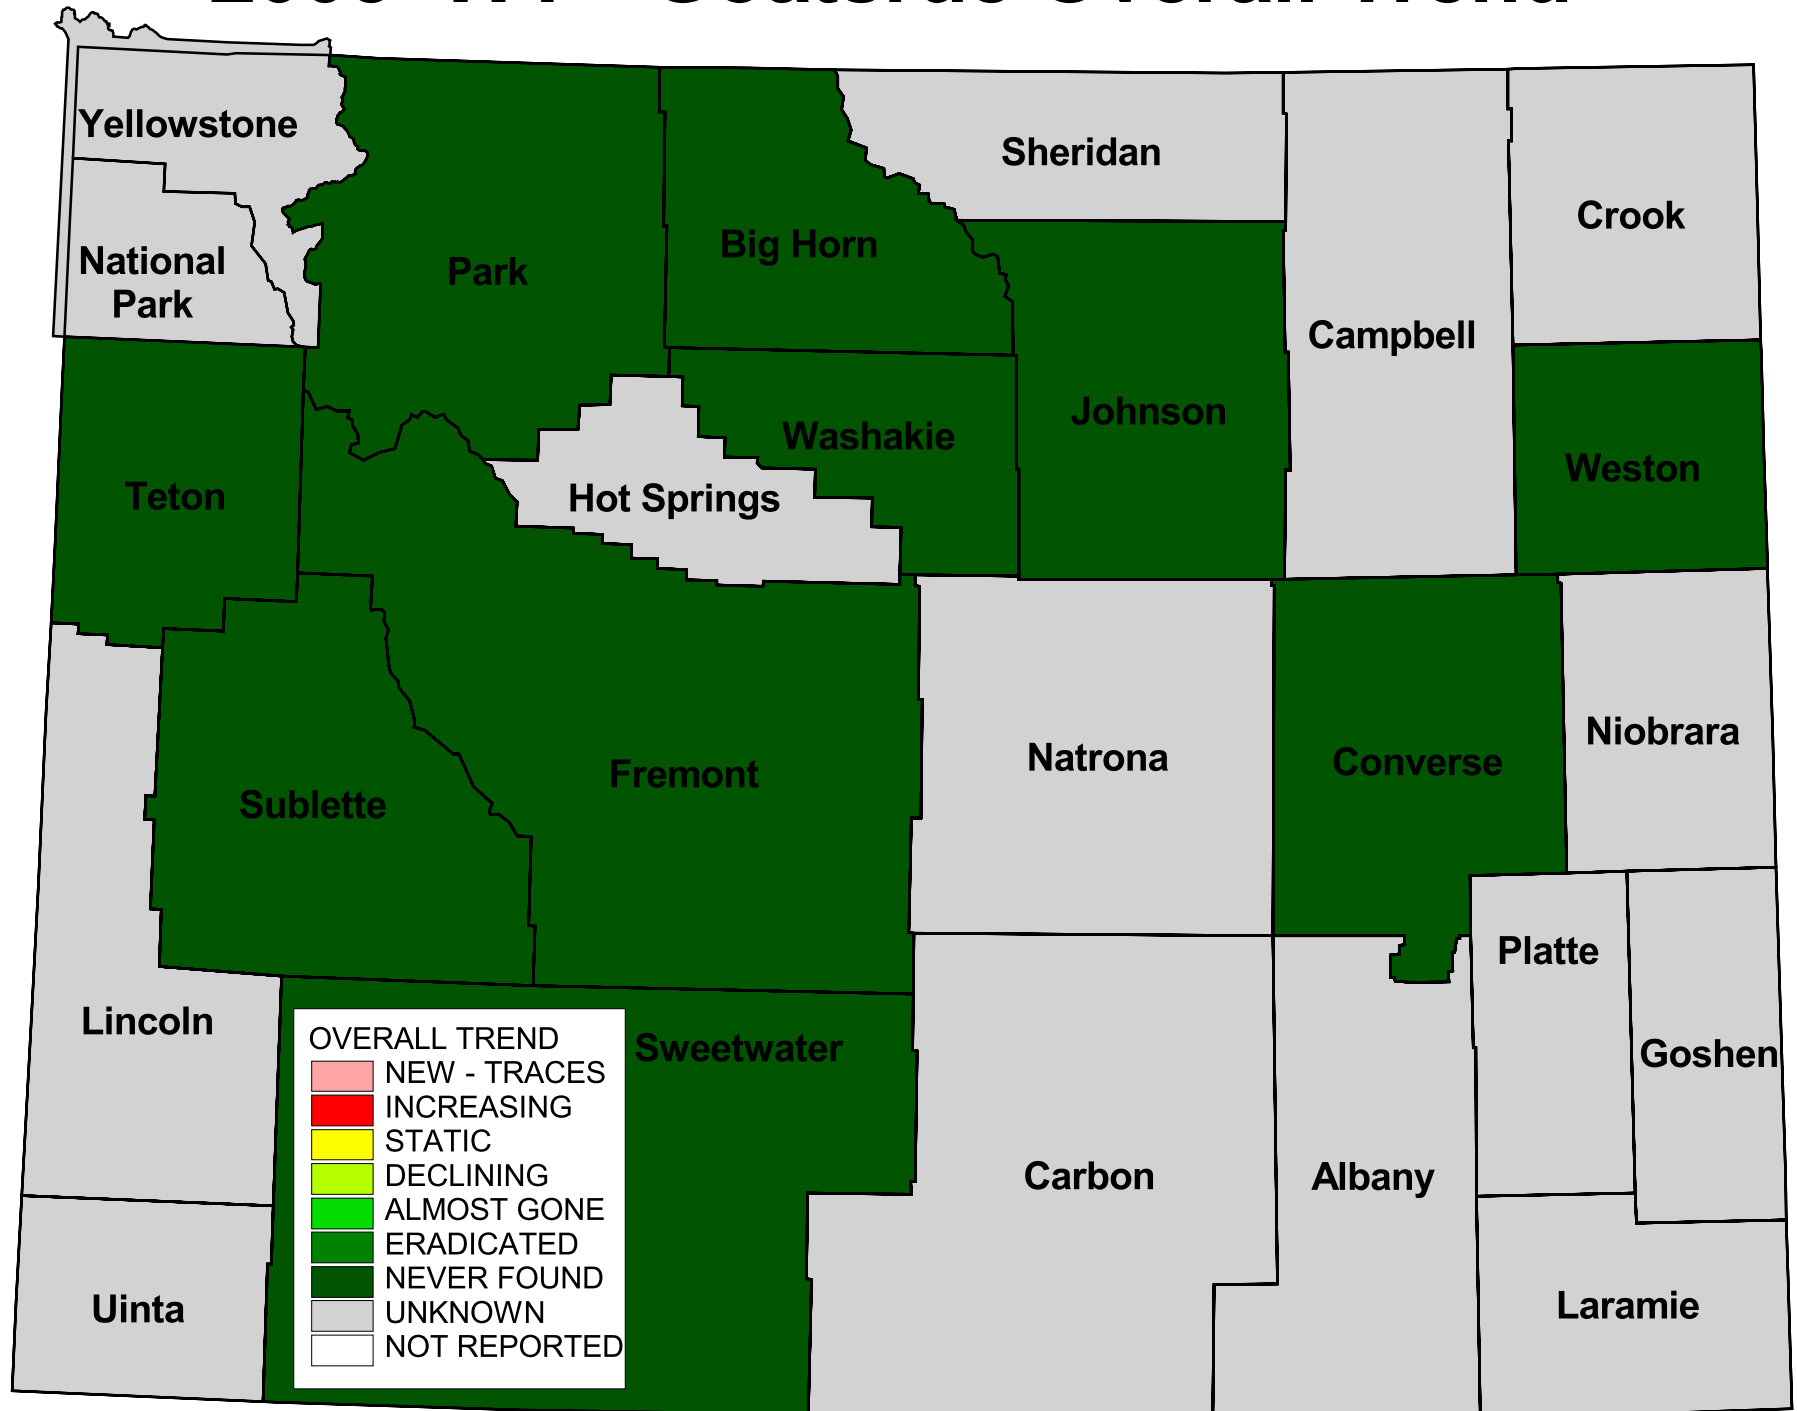 Yellowstone
Sheridan
Crook
Big Horn
National
Park
Park
Campbell
Johnson
Washakie
Weston
Teton
Hot Springs
Niobrara
Natrona
Converse
Fremont
Sublette
Platte
Lincoln
Sweetwater
Goshen
OVERALL TREND
NEW - TRACES
INCREASING
STATIC
DECLINING
ALMOST GONE
ERADICATED
NEVER FOUND
UNKNOWN
NOT REPORTED
Carbon
Albany
Uinta
Laramie